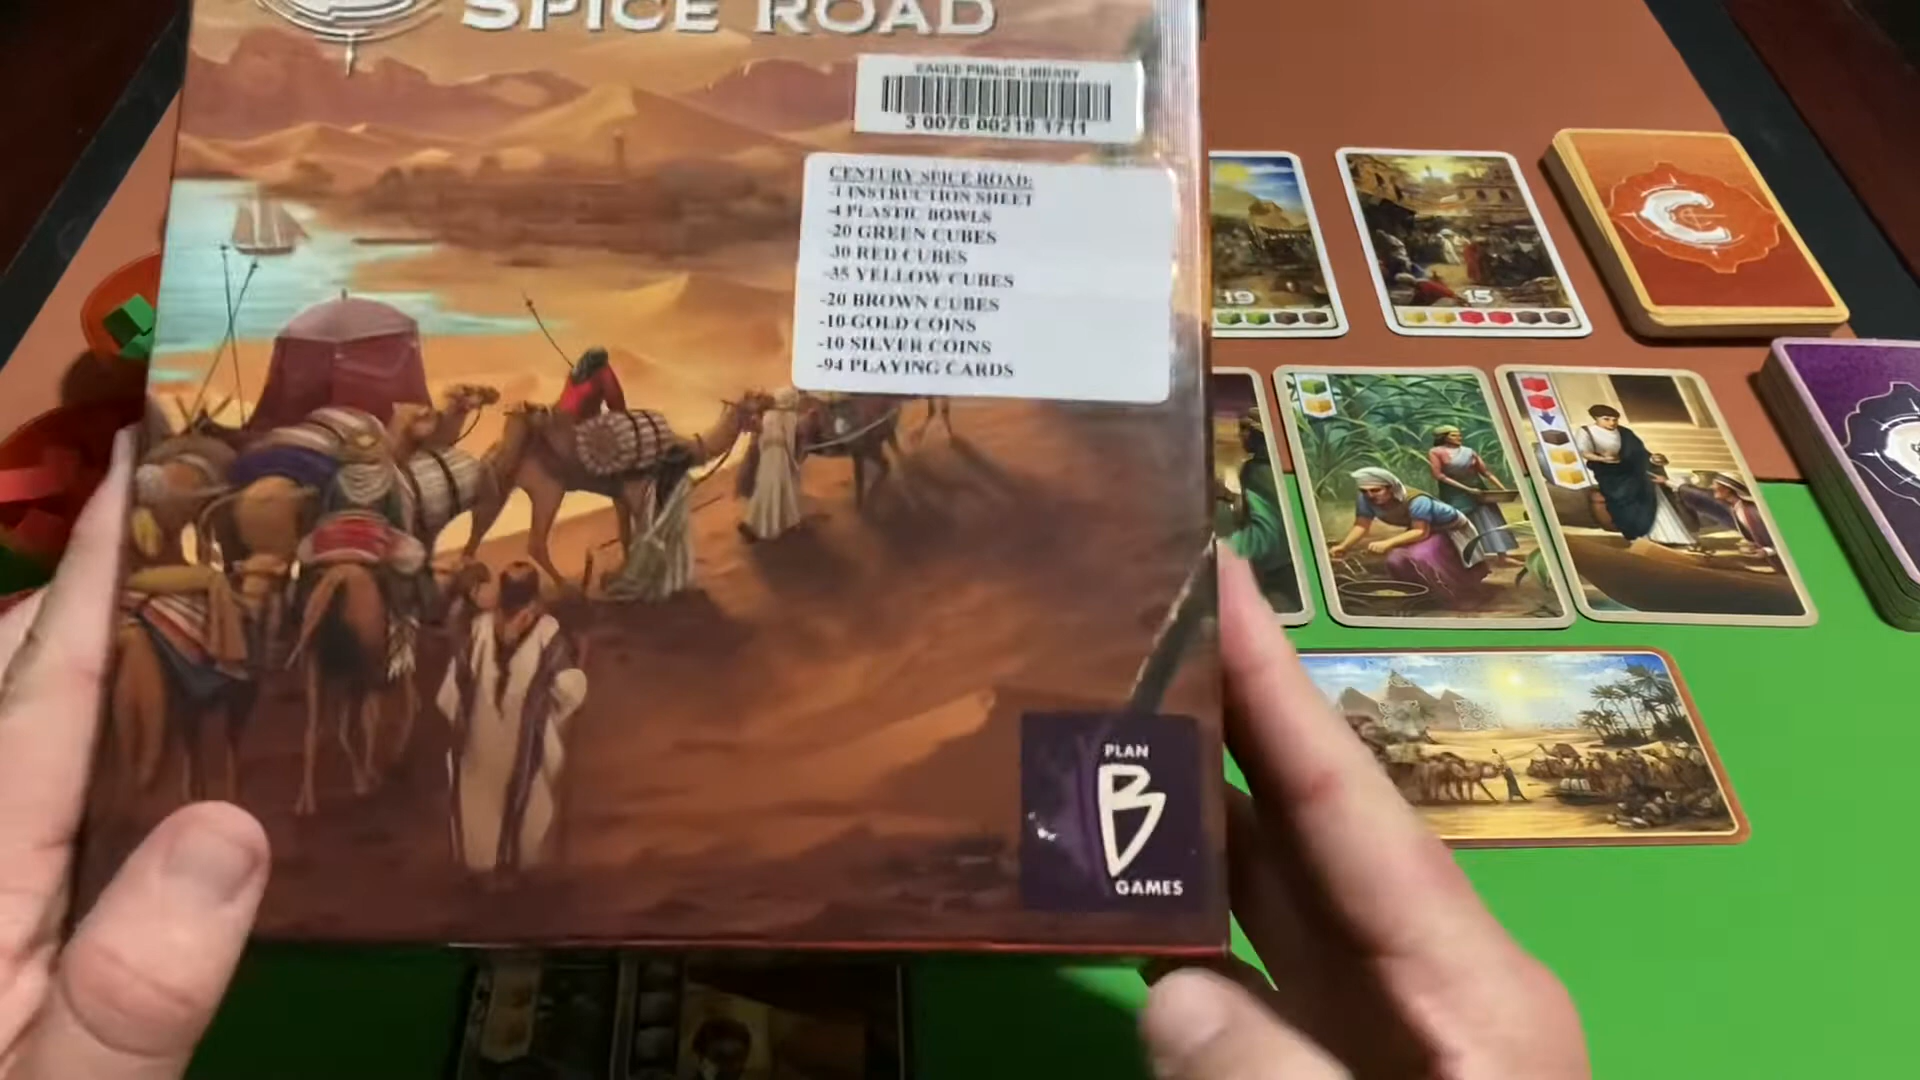 SPICE ROAD
EAGLE PUBLIC LIBRARY
3 0076 00218 1711
CENTURY SPICE ROAD:
-1 INSTRUCTION SHEET
-4 PLASTIC BOWLS
-20 GREEN CUBES
-30 RED CUBES
-35 YELLOW CUBES
-20 BROWN CUBES
-10 GOLD COINS
-10 SILVER COINS
-94 PLAYING CARDS
19
15
C
PLAN
B
GAMES